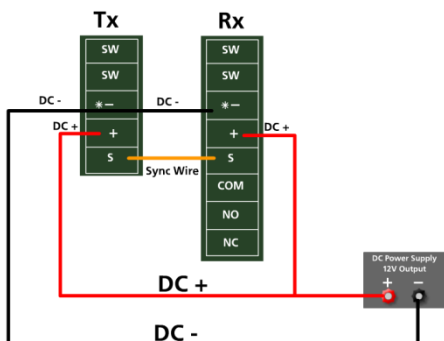 Tx Rx
SW SW
SW SW
DC - ✳− DC - ✳−
DC + + + DC +
S S
Sync Wire
COM
NO
NC
DC Power Supply
12V Output
+ −
DC +
DC -